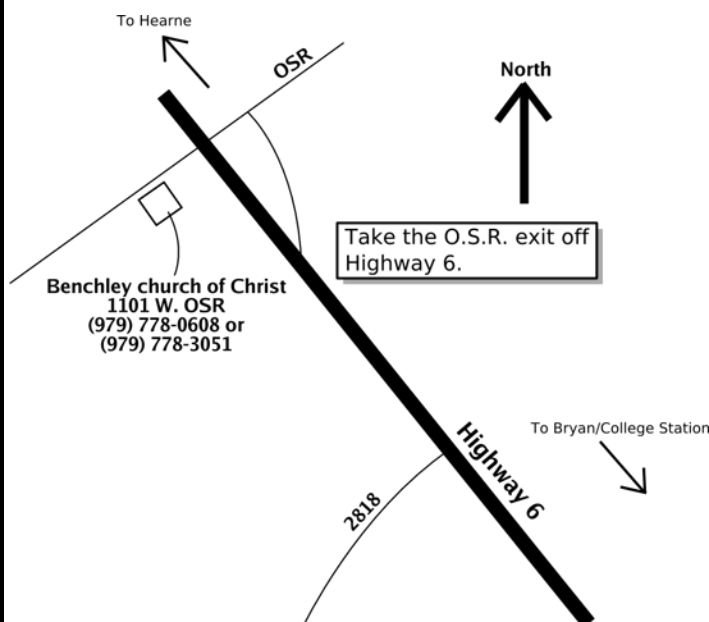 To Hearne
OSR
North
Take the O.S.R. exit off
Highway 6.
Benchley church of Christ
1101 W. OSR
(979) 778-0608 or
(979) 778-3051
Highway 6
To Bryan/College Station
2818